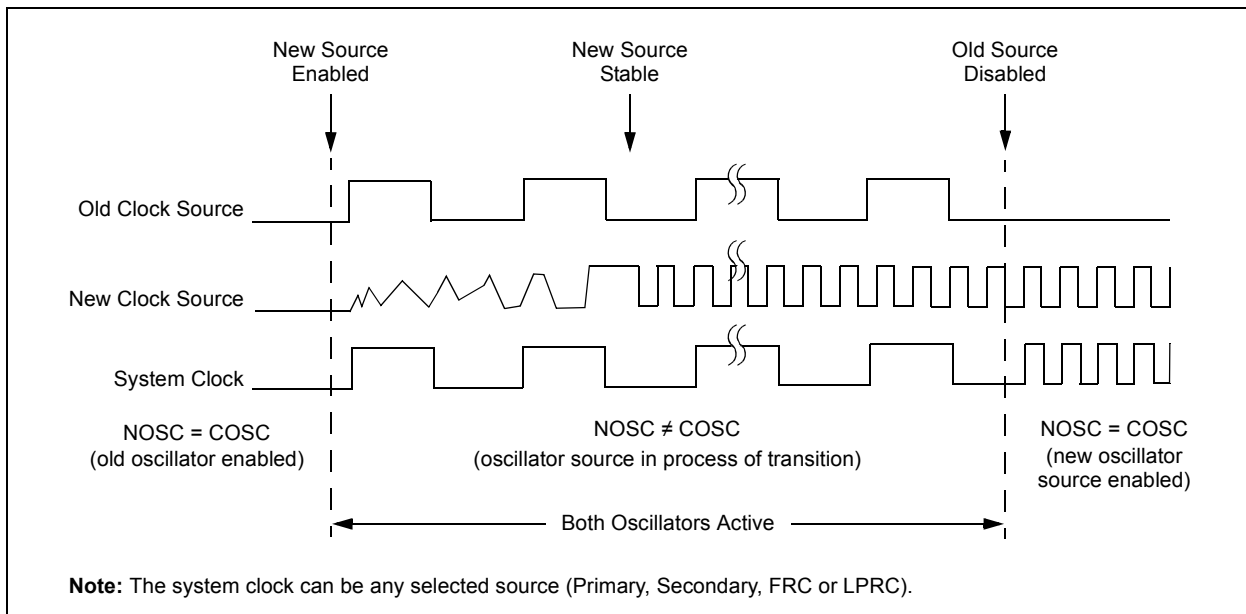 New Source
Enabled
New Source
Stable
Old Source
Disabled
Old Clock Source
New Clock Source
System Clock
NOSC = COSC
(old oscillator enabled)
NOSC ≠ COSC
(oscillator source in process of transition)
NOSC = COSC
(new oscillator
source enabled)
Both Oscillators Active
Note: The system clock can be any selected source (Primary, Secondary, FRC or LPRC).